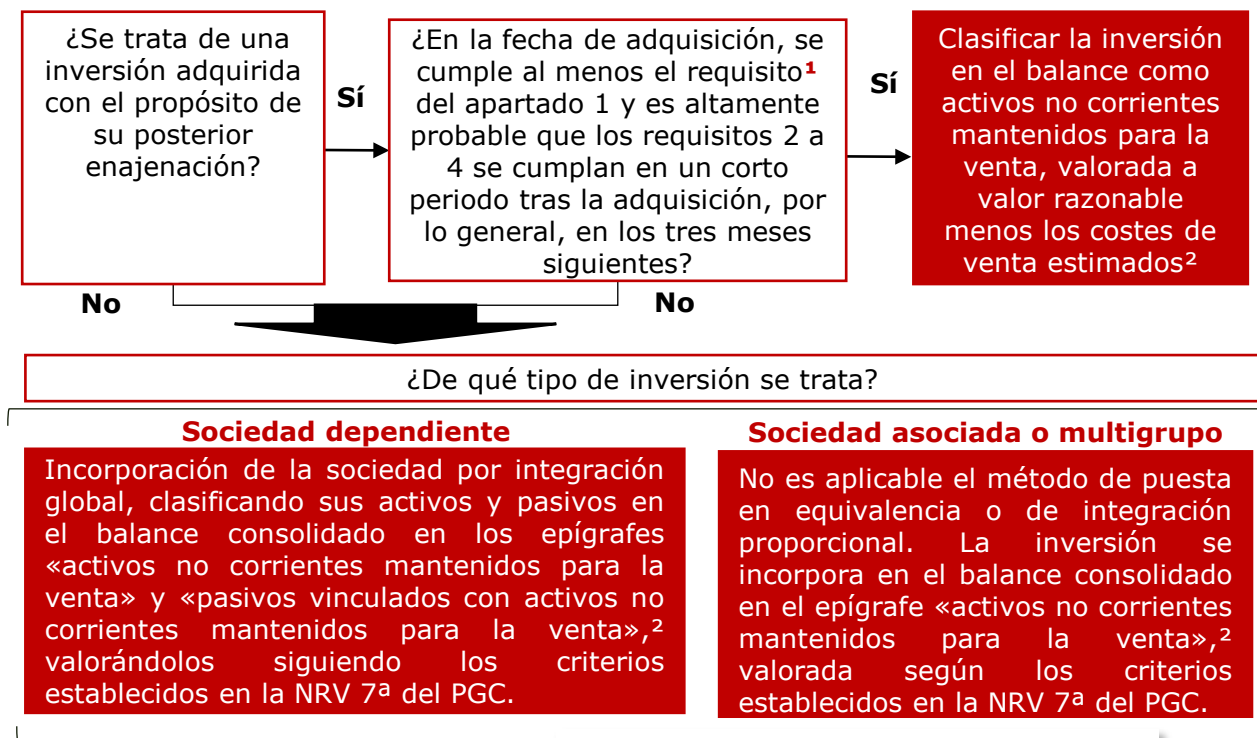 ¿Se trata de una
inversión adquirida
con el propósito de
su posterior
enajenación?
Sí
¿En la fecha de adquisición, se
cumple al menos el requisito¹
del apartado 1 y es altamente
probable que los requisitos 2 a
4 se cumplan en un corto
periodo tras la adquisición, por
lo general, en los tres meses
siguientes?
Sí
Clasificar la inversión
en el balance como
activos no corrientes
mantenidos para la
venta, valorada a
valor razonable
menos los costes de
venta estimados²
No
No
¿De qué tipo de inversión se trata?
Sociedad dependiente
Incorporación de la sociedad por integración
global, clasificando sus activos y pasivos en
el balance consolidado en los epígrafes
«activos no corrientes mantenidos para la
venta» y «pasivos vinculados con activos no
corrientes mantenidos para la venta»,²
valorándolos siguiendo los criterios
establecidos en la NRV 7ª del PGC.
Sociedad asociada o multigrupo
No es aplicable el método de puesta
en equivalencia o de integración
proporcional. La inversión se
incorpora en el balance consolidado
en el epígrafe «activos no corrientes
mantenidos para la venta»,²
valorada según los criterios
establecidos en la NRV 7ª del PGC.